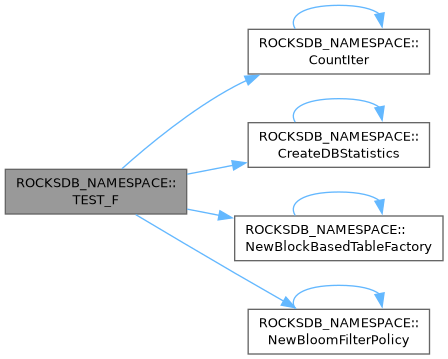 ROCKSDB_NAMESPACE::
CountIter
ROCKSDB_NAMESPACE::
CreateDBStatistics
ROCKSDB_NAMESPACE::
TEST_F
ROCKSDB_NAMESPACE::
NewBlockBasedTableFactory
ROCKSDB_NAMESPACE::
NewBloomFilterPolicy